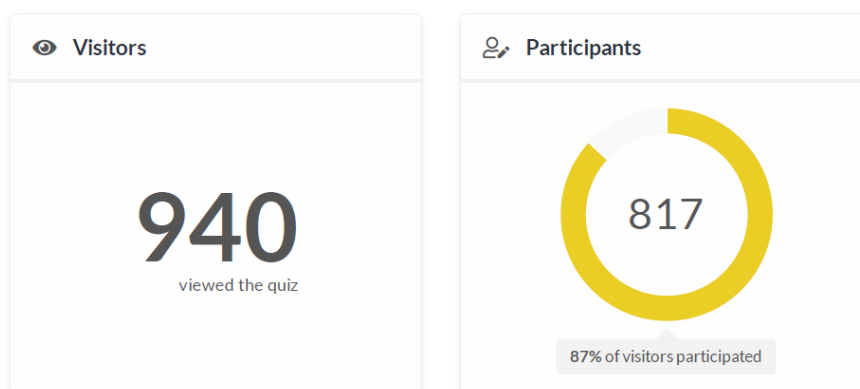 Visitors
940
viewed the quiz
Participants
817
87% of visitors participated